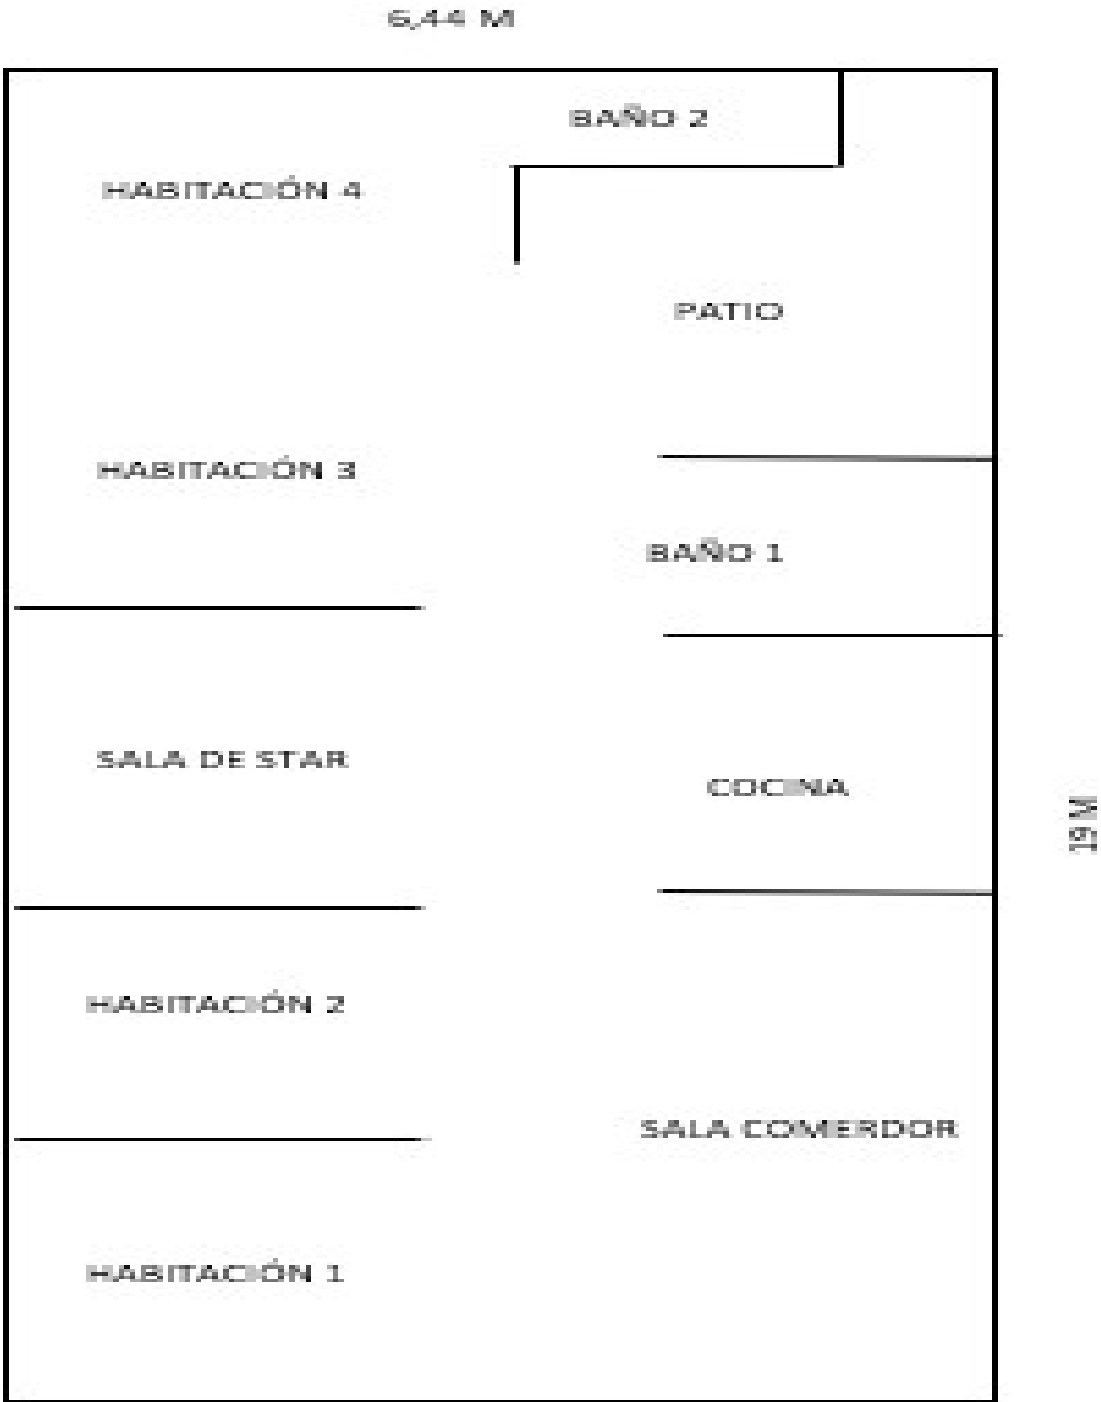 6,44 M
BAÑO 2
HABITACIÓN 4
PATIO
HABITACIÓN 3
BAÑO 1
SALA DE STAR
COCINA
19 M
HABITACIÓN 2
SALA COMERDOR
HABITACIÓN 1